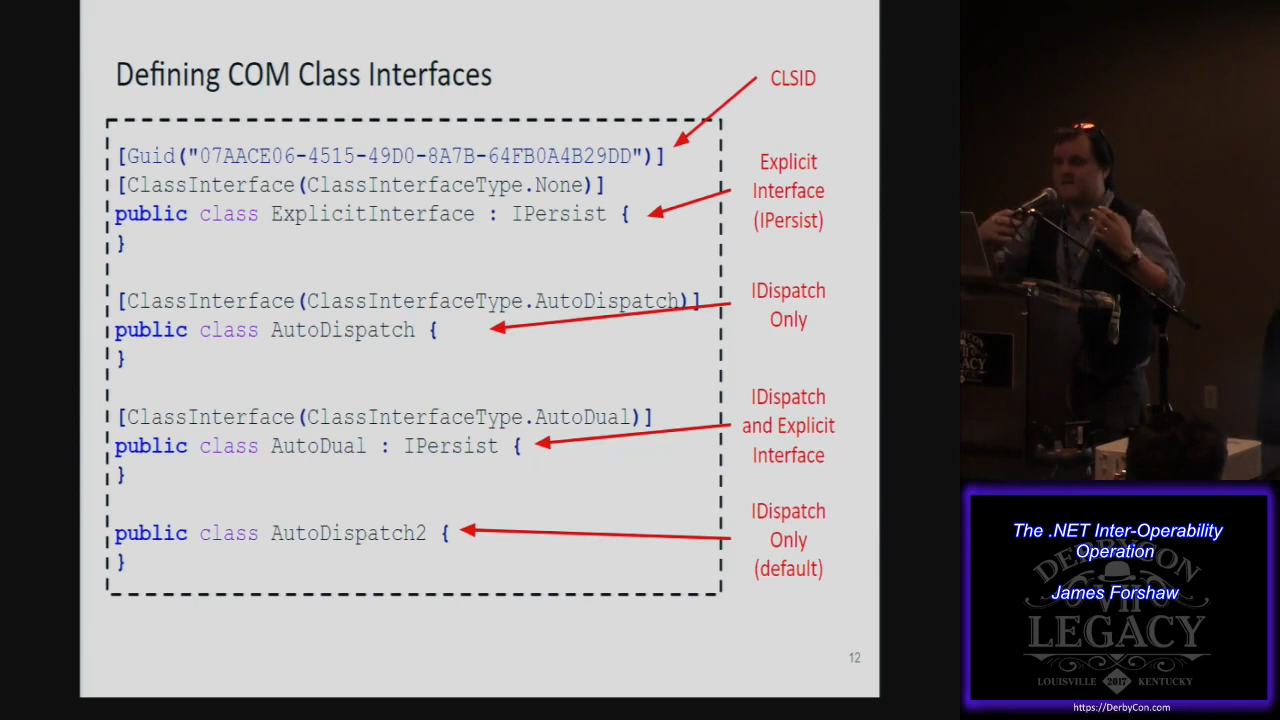 Defining COM Class Interfaces
CLSID
[Guid("07AACE06-4515-49D0-8A7B-64FB0A4B29DD")]
[ClassInterface(ClassInterfaceType.None)]
public class ExplicitInterface : IPersist {
}
Explicit
Interface
(IPersist)
[ClassInterface(ClassInterfaceType.AutoDispatch)]
public class AutoDispatch {
}
IDispatch
Only
[ClassInterface(ClassInterfaceType.AutoDual)]
public class AutoDual : IPersist {
}
IDispatch
and Explicit
Interface
public class AutoDispatch2 {
}
IDispatch
Only
(default)
12
LEGACY
The .NET Inter-Operability
Operation
James Forshaw
DERBYCON
VII
LEGACY
LOUISVILLE 2017 KENTUCKY
https://DerbyCon.com